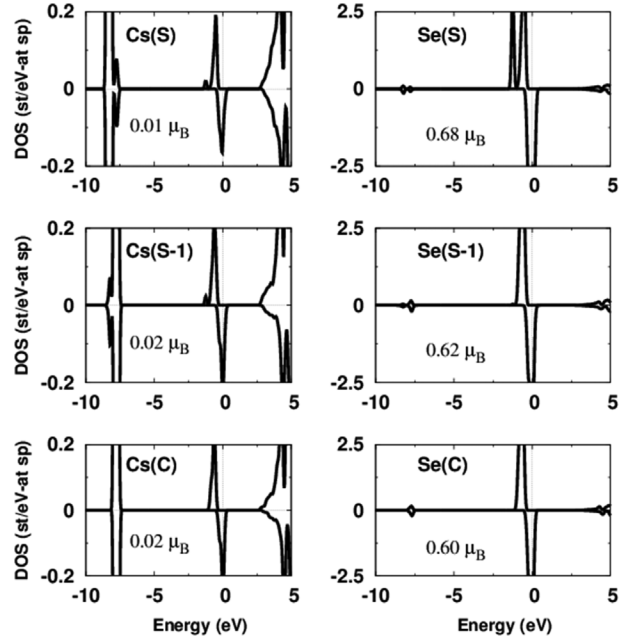 DOS (st/eV-at sp)
0.2
0
-0.2
Cs(S)
0.01 μB
-10 -5 0 5
2.5
0
-2.5
Se(S)
0.68 μB
-10 -5 0 5
DOS (st/eV-at sp)
0.2
0
-0.2
Cs(S-1)
0.02 μB
-10 -5 0 5
2.5
0
-2.5
Se(S-1)
0.62 μB
-10 -5 0 5
DOS (st/eV-at sp)
0.2
0
-0.2
Cs(C)
0.02 μB
-10 -5 0 5
Energy (eV)
2.5
0
-2.5
Se(C)
0.60 μB
-10 -5 0 5
Energy (eV)